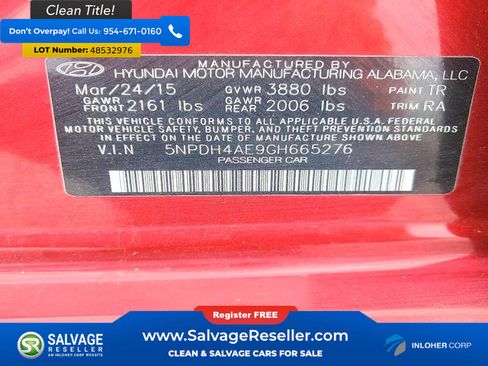 Clean Title!
Don't Overpay! Call Us: 954-671-0160
LOT Number: 48532976
MANUFACTURED BY
HYUNDAI MOTOR MANUFACTURING ALABAMA, LLC
Mar/24/15 GVWR 3880 lbs PAINT TR
GAWR FRONT 2161 lbs GAWR REAR 2006 lbs TRIM RA
THIS VEHICLE CONFORMS TO ALL APPLICABLE U.S. FEDERAL
MOTOR VEHICLE SAFETY, BUMPER, AND THEFT PREVENTION
STANDARDS IN EFFECT ON THE DATE OF MANUFACTURE SHOWN ABOVE.
V.I.N 5NPDH4AE9GH665276
PASSENGER CAR
Register FREE
SALVAGE RESELLER
AN INLOHER CORP WEBSITE
www.SalvageReseller.com
CLEAN & SALVAGE CARS FOR SALE
INLOHER CORP